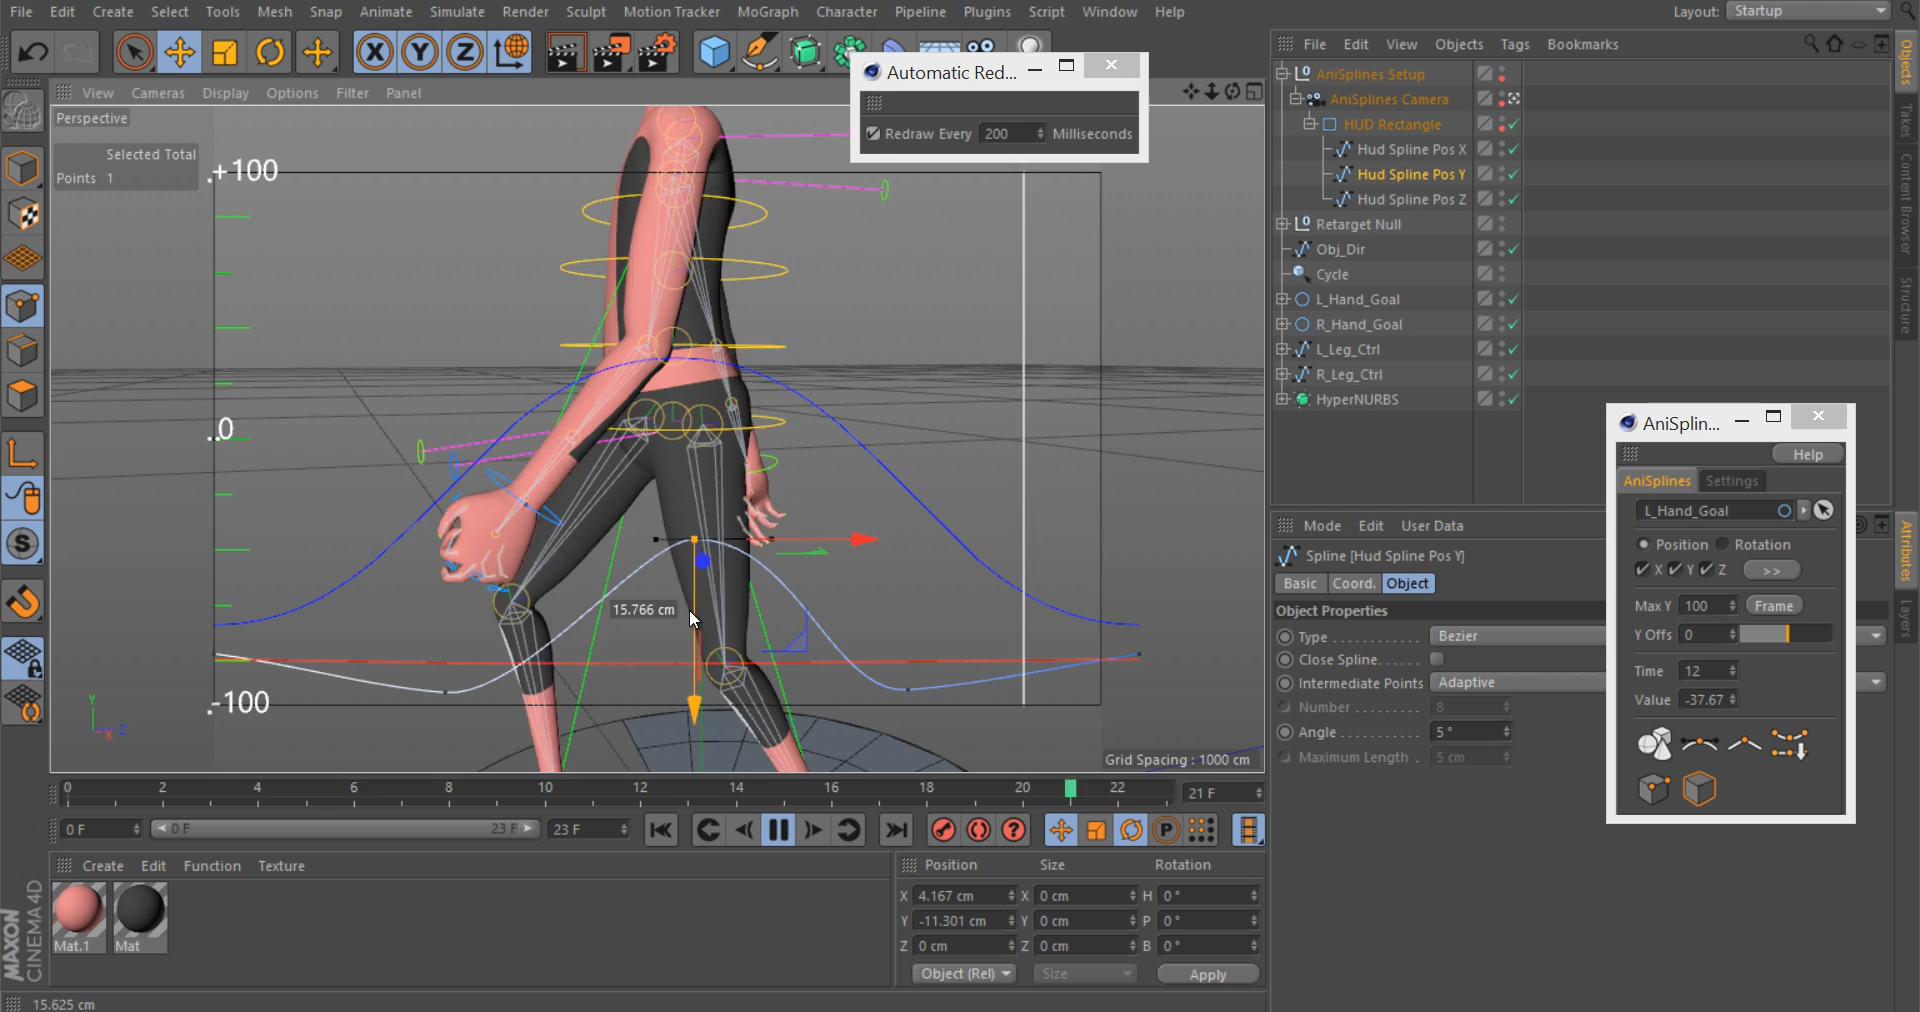 File Edit Create Select Tools Mesh Snap Animate Simulate Render Sculpt Motion Tracker MoGraph Character Pipeline Plugins Script Window Help
Layout: Startup
X Y Z
View Cameras Display Options Filter Panel
Perspective
Selected Total
Points 1
+100
.0
-100
15.766 cm
Grid Spacing : 1000 cm
Y
X Z
Automatic Red...
Redraw Every 200 Milliseconds
File Edit View Objects Tags Bookmarks
AniSplines Setup
AniSplines Camera
HUD Rectangle
Hud Spline Pos X
Hud Spline Pos Y
Hud Spline Pos Z
Retarget Null
Obj_Dir
Cycle
L_Hand_Goal
R_Hand_Goal
L_Leg_Ctrl
R_Leg_Ctrl
HyperNURBS
Objects
Takes
Content Browser
Structure
Attributes
Layers
Mode Edit User Data
Spline [Hud Spline Pos Y]
Basic Coord. Object
Object Properties
Type Bezier
Close Spline
Intermediate Points Adaptive
Number 8
Angle 5 °
Maximum Length 5 cm
AniSplin...
Help
AniSplines Settings
L_Hand_Goal
Position Rotation
X Y Z >>
Max Y 100 Frame
Y Offs 0
Time 12
Value -37.67
0 2 4 6 8 10 12 14 16 18 20 22 21 F
0 F 0 F 23 F 23 F
P
Create Edit Function Texture
Mat.1 Mat
MAXON
CINEMA 4D
Position Size Rotation
X 4.167 cm X 0 cm H 0 °
Y -11.301 cm Y 0 cm P 0 °
Z 0 cm Z 0 cm B 0 °
Object (Rel) Size Apply
15.625 cm